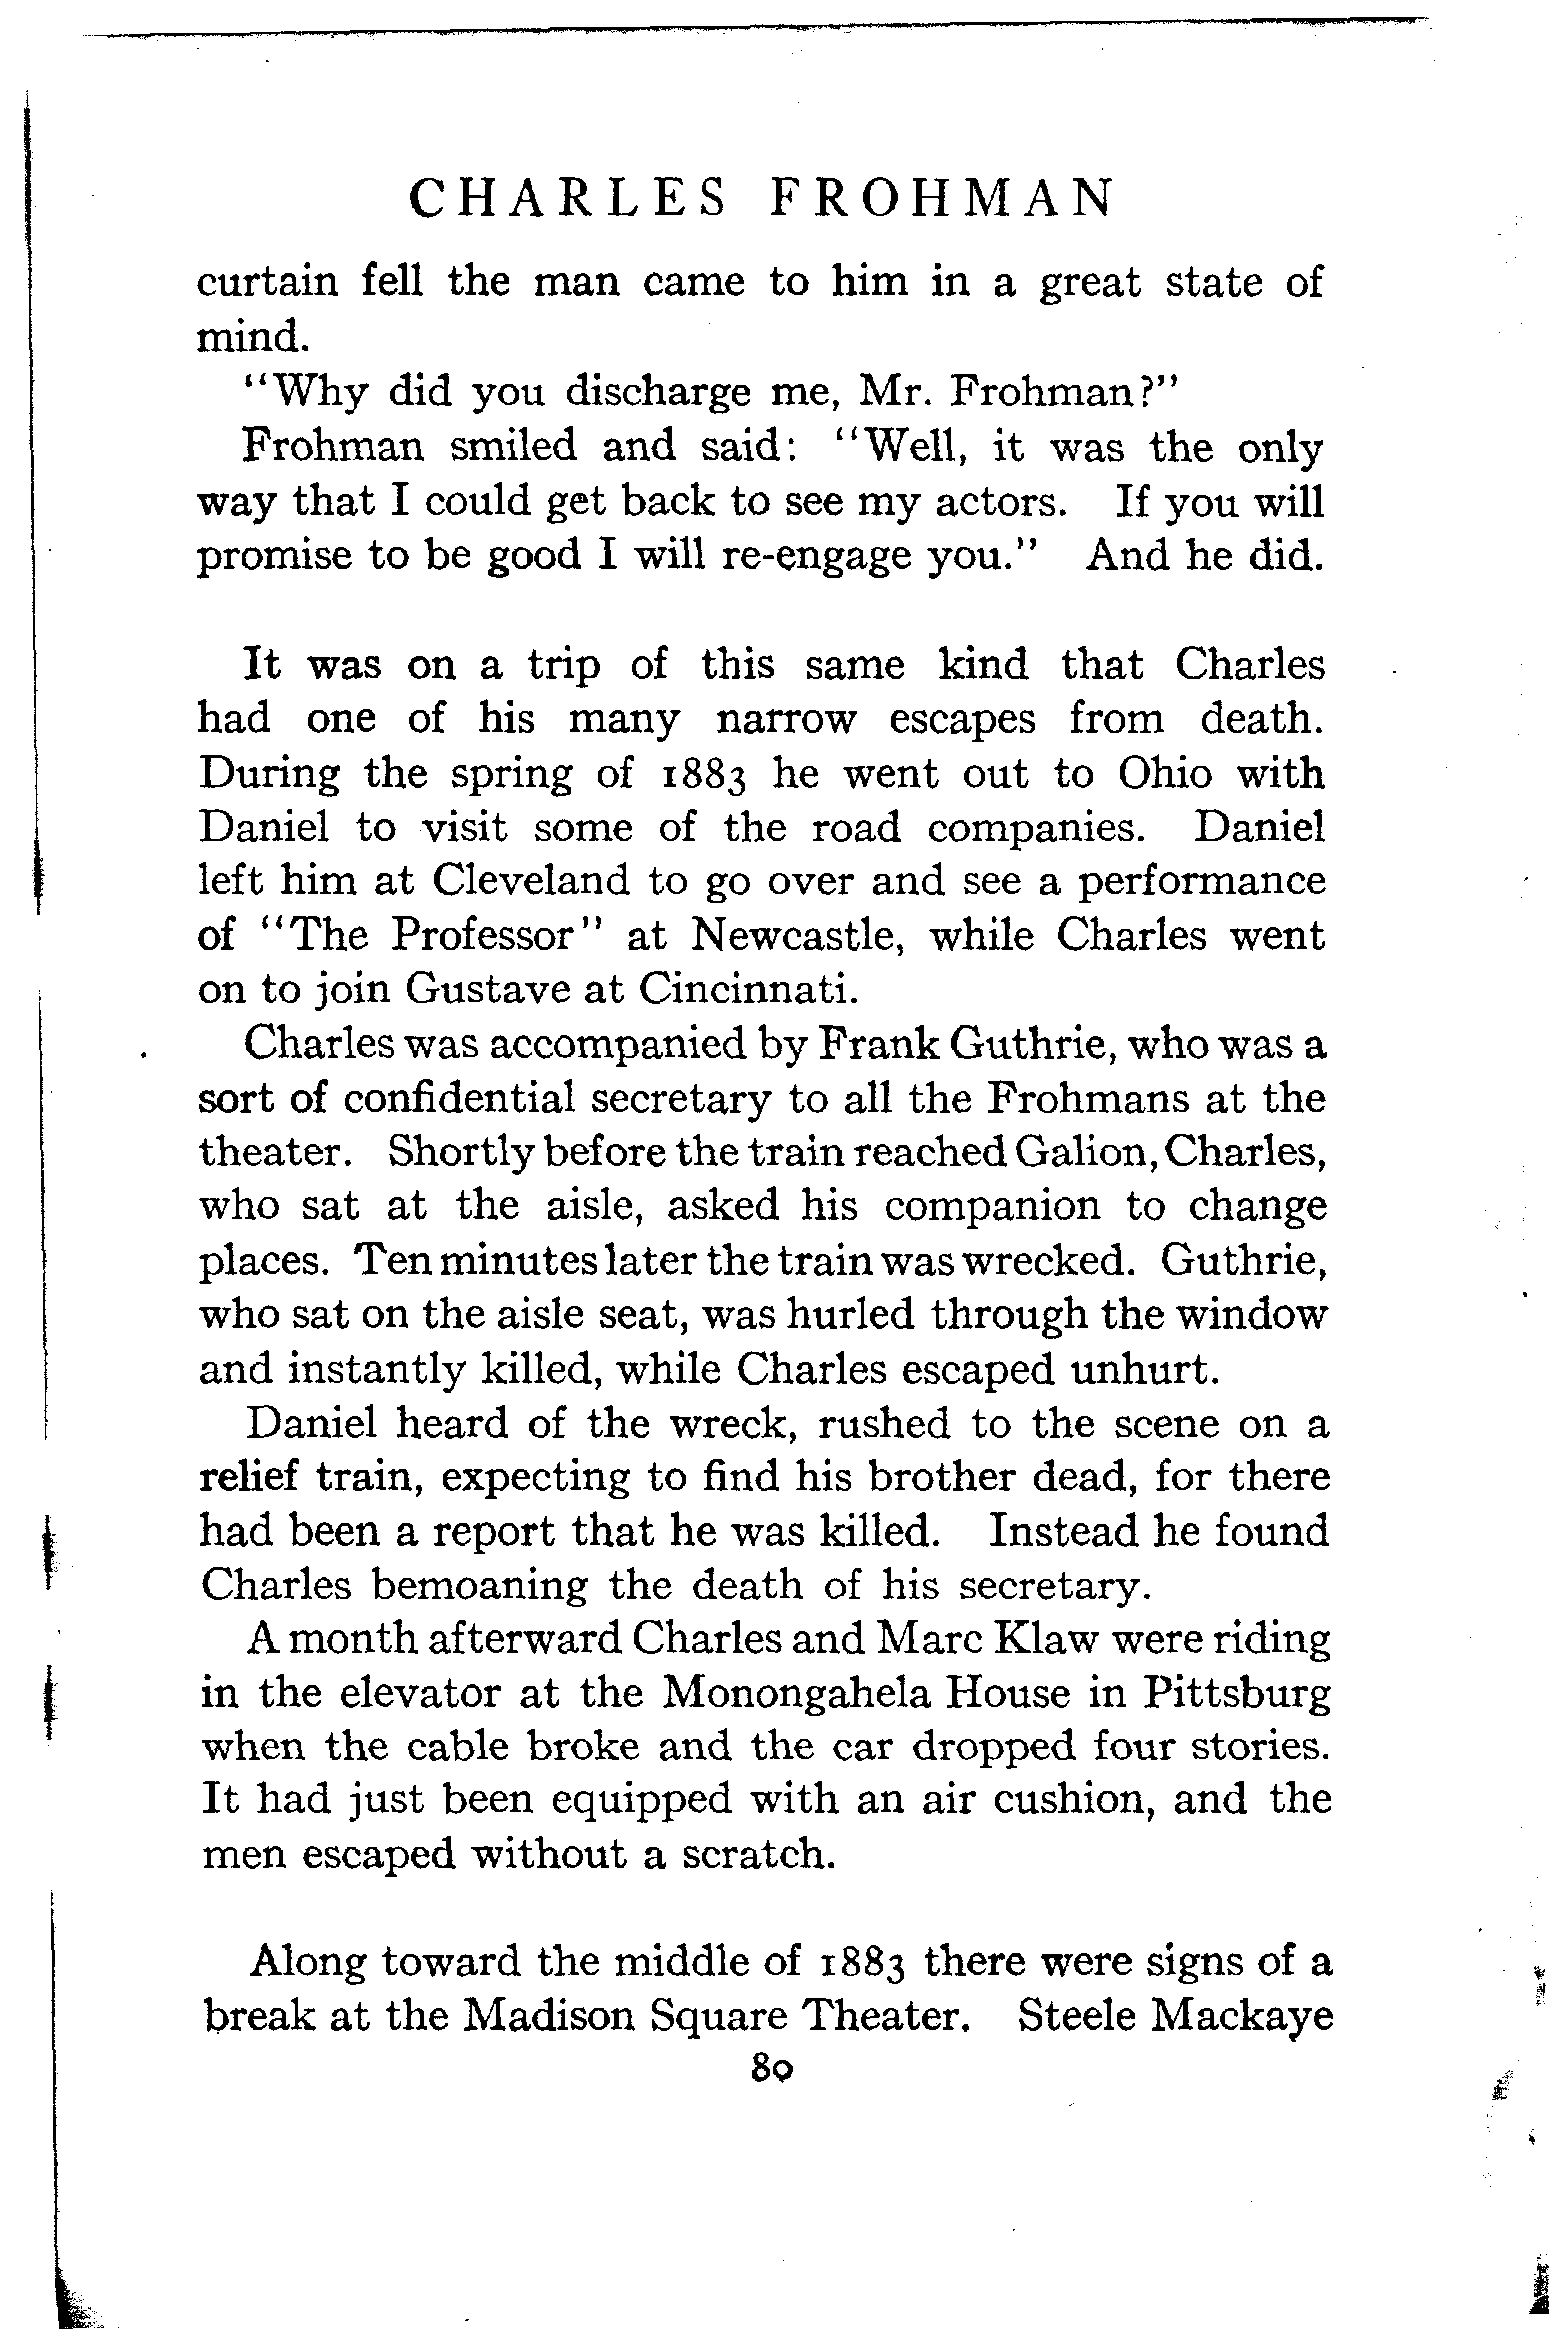 CHARLES FROHMAN
curtain fell the man came to him in a great state of
mind.
"Why did you discharge me, Mr. Frohman?"
Frohman smiled and said: "Well, it was the only
way that I could get back to see my actors. If you will
promise to be good I will re-engage you." And he did.
It was on a trip of this same kind that Charles
had one of his many narrow escapes from death.
During the spring of 1883 he went out to Ohio with
Daniel to visit some of the road companies. Daniel
left him at Cleveland to go over and see a performance
of "The Professor" at Newcastle, while Charles went
on to join Gustave at Cincinnati.
Charles was accompanied by Frank Guthrie, who was a
sort of confidential secretary to all the Frohmans at the
theater. Shortly before the train reached Galion, Charles,
who sat at the aisle, asked his companion to change
places. Ten minutes later the train was wrecked. Guthrie,
who sat on the aisle seat, was hurled through the window
and instantly killed, while Charles escaped unhurt.
Daniel heard of the wreck, rushed to the scene on a
relief train, expecting to find his brother dead, for there
had been a report that he was killed. Instead he found
Charles bemoaning the death of his secretary.
A month afterward Charles and Marc Klaw were riding
in the elevator at the Monongahela House in Pittsburg
when the cable broke and the car dropped four stories.
It had just been equipped with an air cushion, and the
men escaped without a scratch.
Along toward the middle of 1883 there were signs of a
break at the Madison Square Theater. Steele Mackaye
80